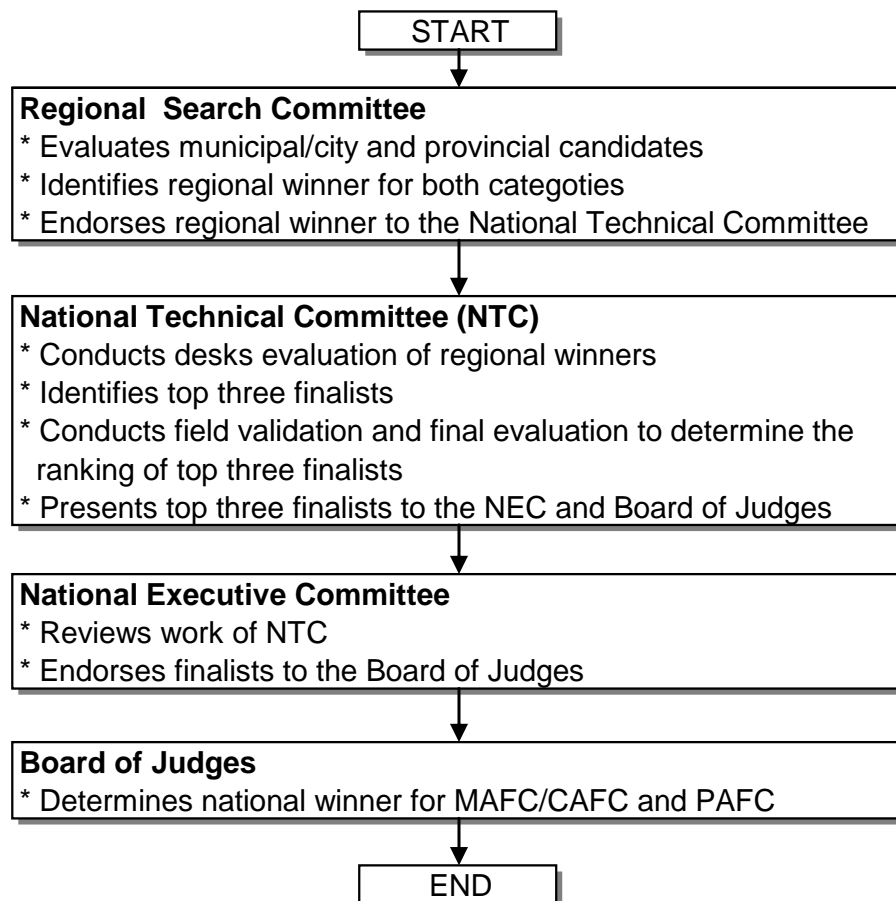 START
Regional Search Committee
* Evaluates municipal/city and provincial candidates
* Identifies regional winner for both categoties
* Endorses regional winner to the National Technical Committee
National Technical Committee (NTC)
* Conducts desks evaluation of regional winners
* Identifies top three finalists
* Conducts field validation and final evaluation to determine the
ranking of top three finalists
* Presents top three finalists to the NEC and Board of Judges
National Executive Committee
* Reviews work of NTC
* Endorses finalists to the Board of Judges
Board of Judges
* Determines national winner for MAFC/CAFC and PAFC
END